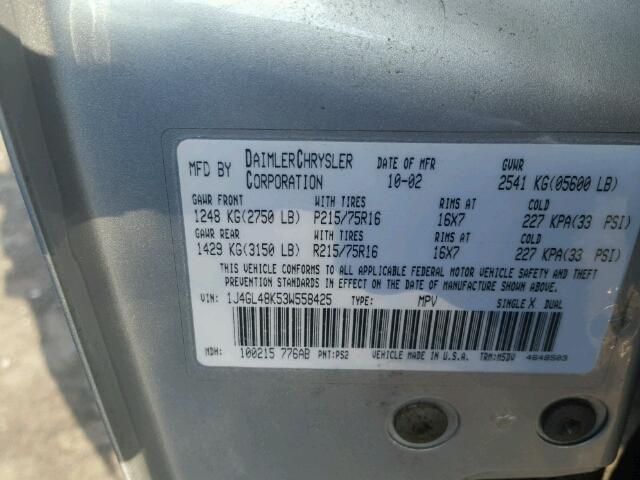 MFD BY DAIMLERCHRYSLER CORPORATION DATE OF MFR 10-02 GVWR 2541 KG(05600 LB)
GAWR FRONT WITH TIRES RIMS AT COLD
1248 KG(2750 LB) P215/75R16 16X7 227 KPA(33 PSI)
GAWR REAR WITH TIRES RIMS AT COLD
1429 KG(3150 LB) R215/75R16 16X7 227 KPA(33 PSI)
THIS VEHICLE CONFORMS TO ALL APPLICABLE FEDERAL MOTOR VEHICLE SAFETY AND THEFT
PREVENTION STANDARDS IN EFFECT ON THE DATE OF MANUFACTURE SHOWN ABOVE.
VIN: 1J4GL48K53W558425 TYPE: MPV SINGLE X DUAL
MDH: 100215 776AB PNT:PS2 VEHICLE MADE IN U.S.A. TRM:M5DV 4648503